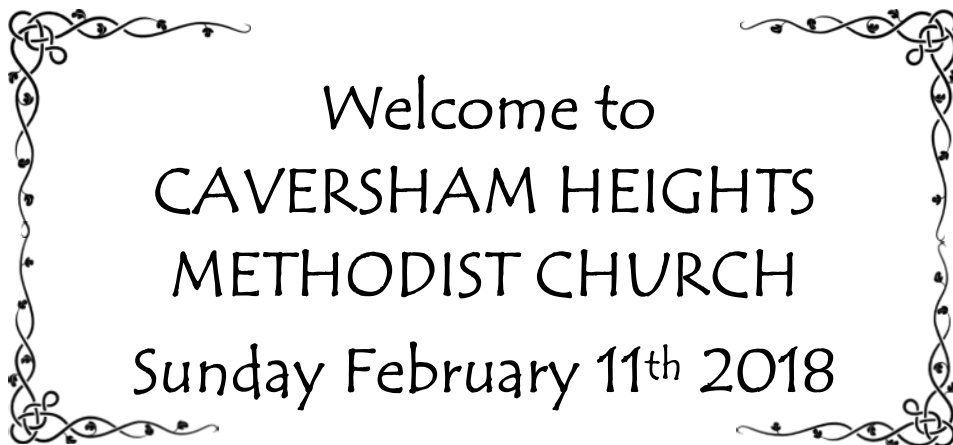 Welcome to
CAVERSHAM HEIGHTS
METHODIST CHURCH
Sunday February 11th 2018